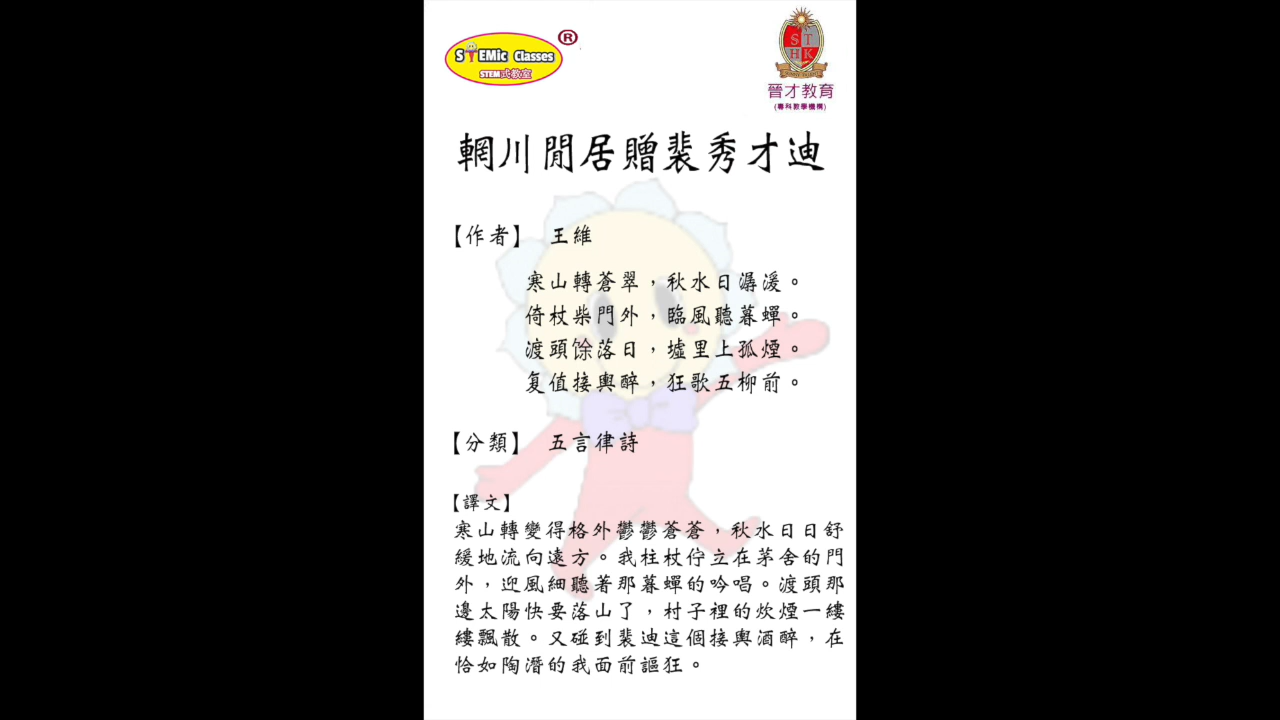 STEMic Classes ®
STEM式教室
STHK
晉才教育
(專科教學機構)
輞川閒居贈裴秀才迪
【作者】 王維
寒山轉蒼翠，秋水日潺湲。
倚杖柴門外，臨風聽暮蟬。
渡頭馀落日，墟里上孤煙。
复值接輿醉，狂歌五柳前。
【分類】 五言律詩
【譯文】
寒山轉變得格外鬱鬱蒼蒼，秋水日日舒
緩地流向遠方。我柱杖佇立在茅舍的門
外，迎風細聽著那暮蟬的吟唱。渡頭那
邊太陽快要落山了，村子裡的炊煙一縷
縷飄散。又碰到裴迪這個接輿酒醉，在
恰如陶潛的我面前謳狂。